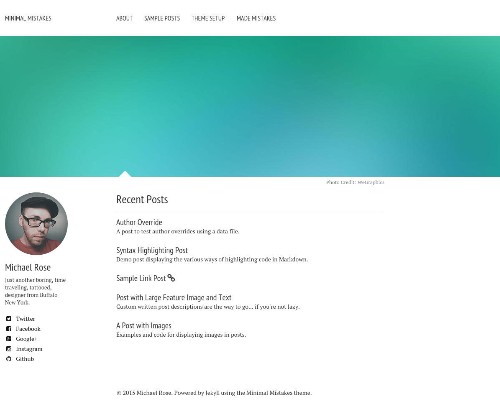 MINIMAL MISTAKES
ABOUT SAMPLE POSTS THEME SETUP MADE MISTAKES
Photo Credit: WeGraphics
Recent Posts
Author Override
A post to test author overrides using a data file.
Syntax Highlighting Post
Demo post displaying the various ways of highlighting code in Markdown.
Sample Link Post
Post with Large Feature Image and Text
Custom written post descriptions are the way to go... if you're not lazy.
A Post with Images
Examples and code for displaying images in posts.
Michael Rose
Just another boring, time
traveling, tattooed,
designer from Buffalo
New York.
Twitter
Facebook
Google+
Instagram
Github
© 2015 Michael Rose. Powered by Jekyll using the Minimal Mistakes theme.